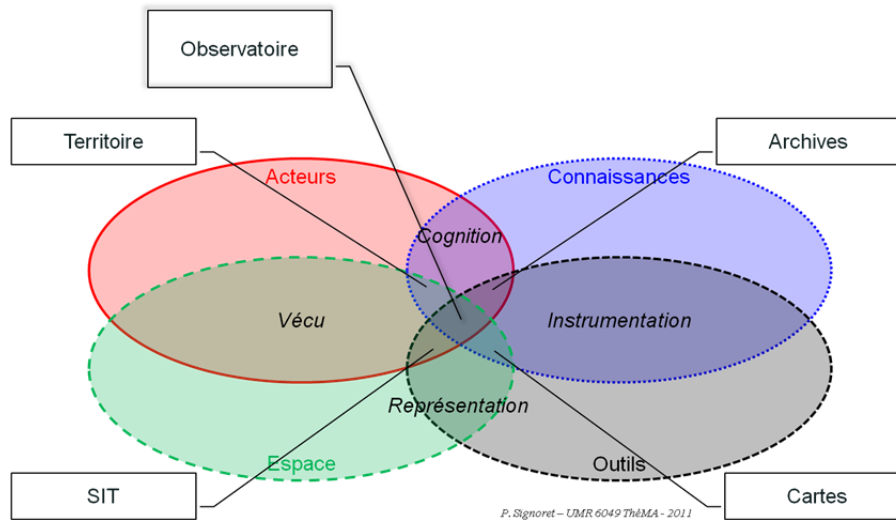 Observatoire
Territoire
Archives
Acteurs
Connaissances
Cognition
Vécu
Instrumentation
Représentation
Espace
Outils
SIT
Cartes
P. Signoret – UMR 6049 ThéMA - 2011